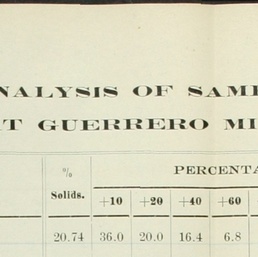 NALYSIS OF SAM
T GUERRERO MI
%
Solids.
PERCENTA
+10 +20 +40 +60
20.74 36.0 20.0 16.4 6.8